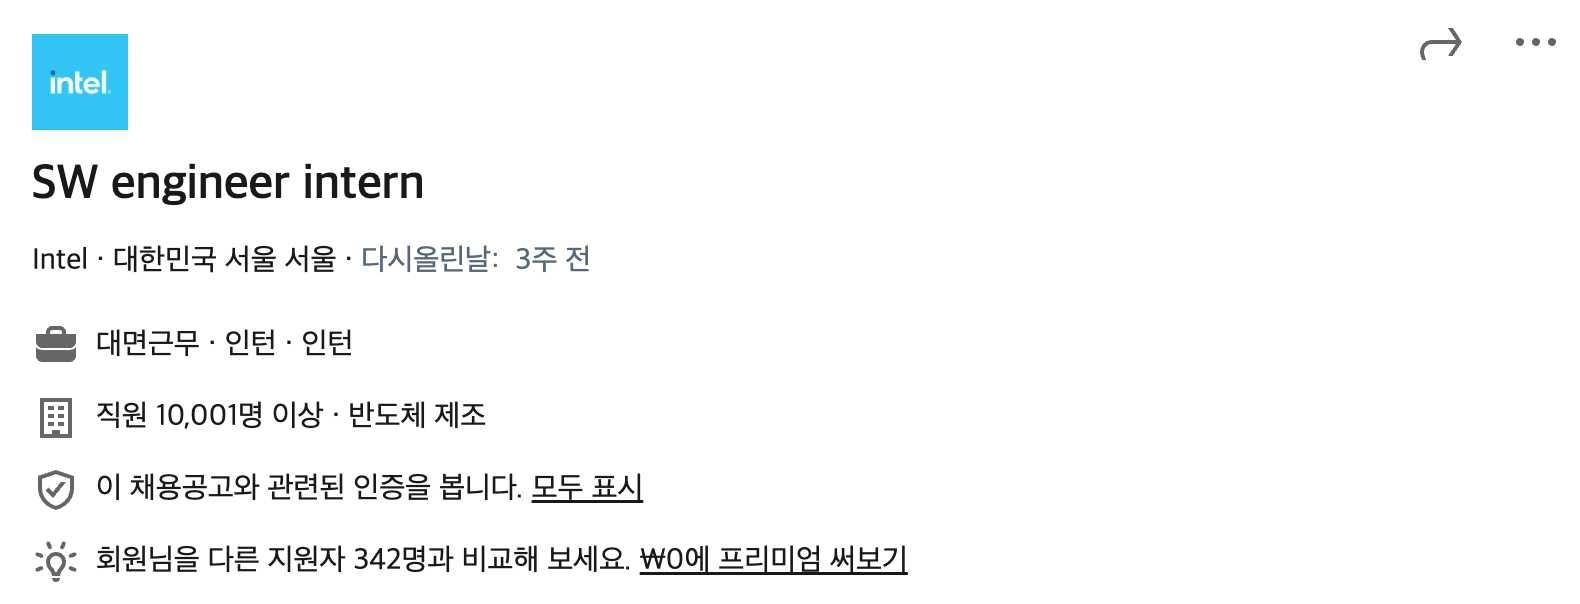 intel.
SW engineer intern
Intel · 대한민국 서울 서울 · 다시올린날: 3주 전
대면근무 · 인턴 · 인턴
직원 10,001명 이상 · 반도체 제조
이 채용공고와 관련된 인증을 봅니다. 모두 표시
회원님을 다른 지원자 342명과 비교해 보세요. ₩0에 프리미엄 써보기